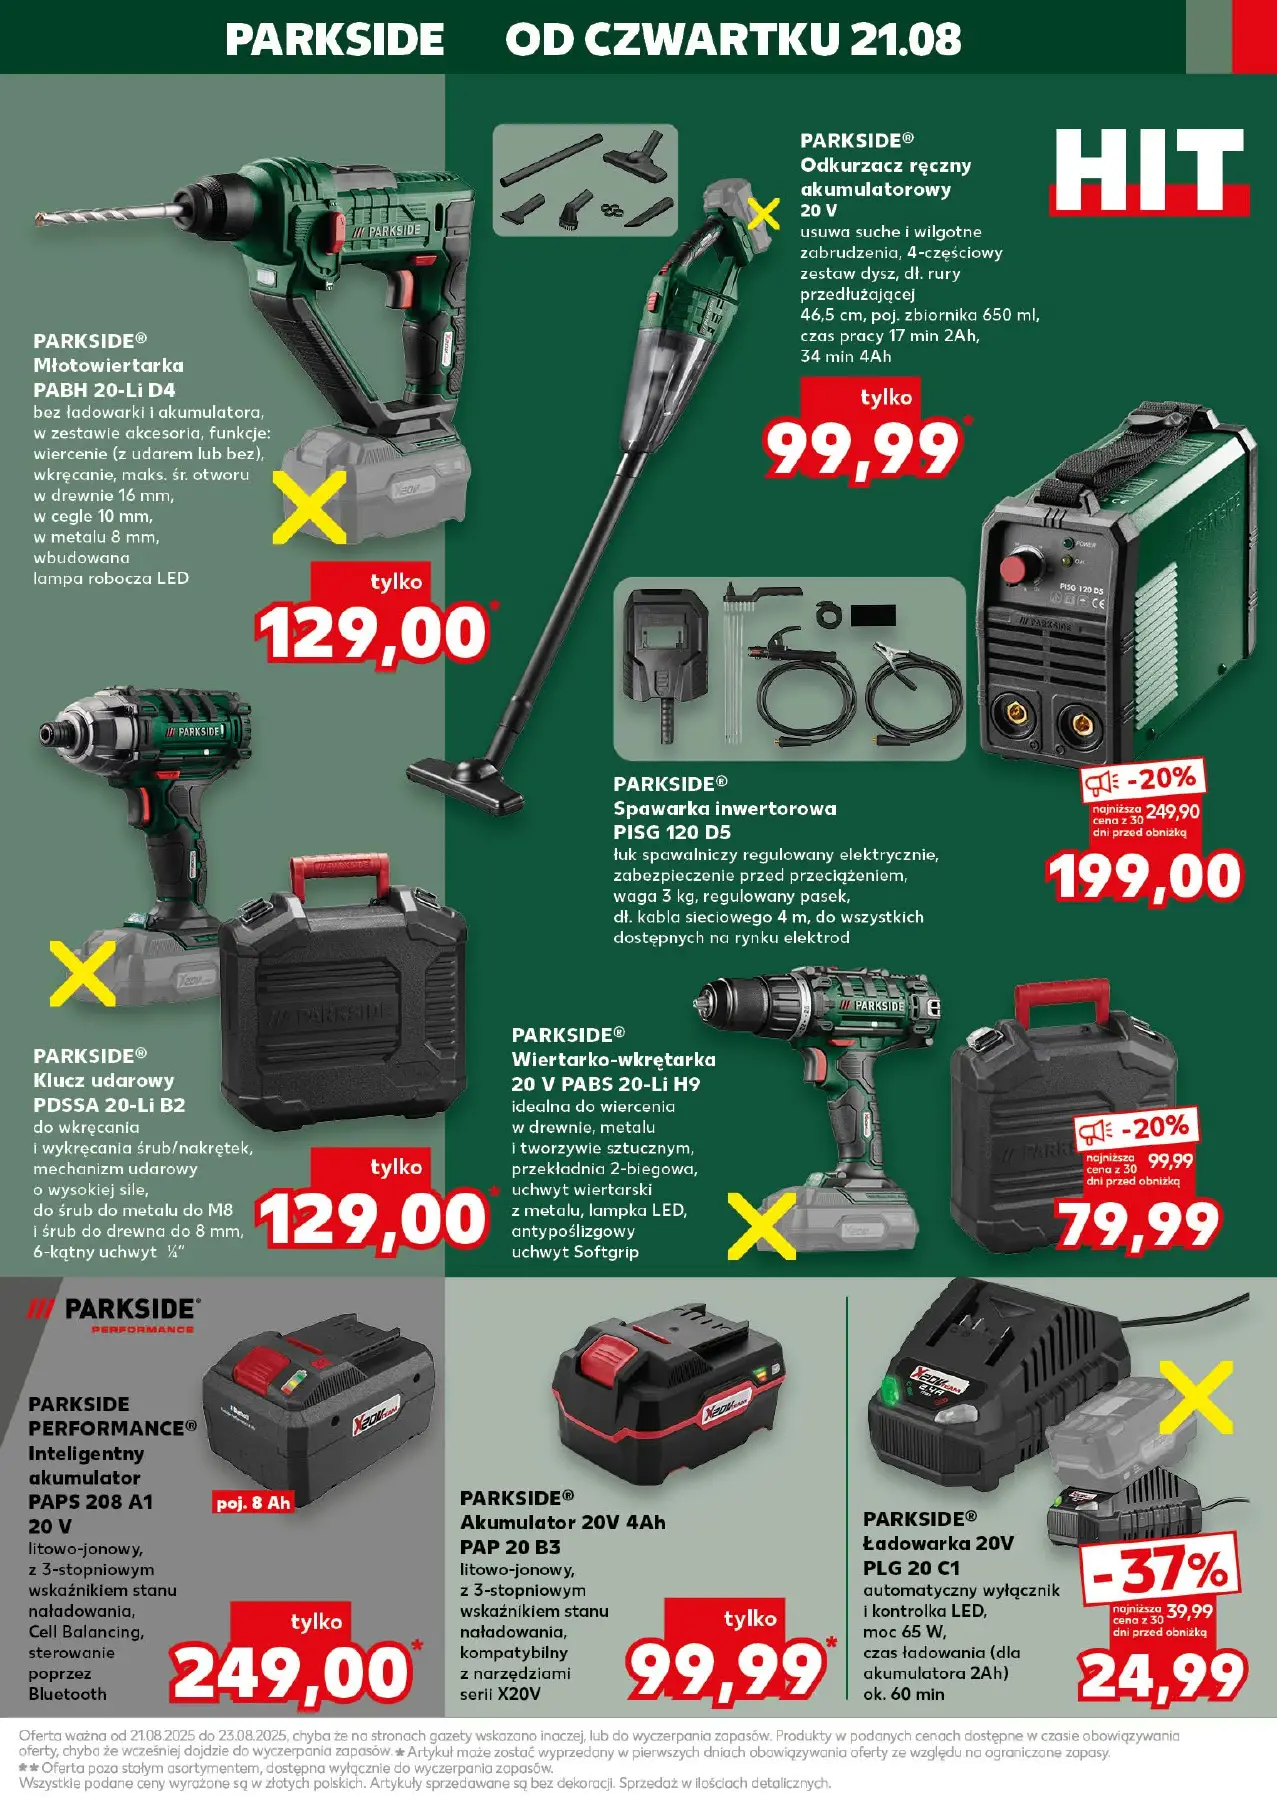 PARKSIDE OD CZWARTKU 21.08
HIT
PARKSIDE®
Młotowiertarka
PABH 20-Li D4
bez ładowarki i akumulatora,
w zestawie akcesoria, funkcje:
wiercenie (z udarem lub bez),
wkręcanie, maks. śr. otworu
w drewnie 16 mm,
w cegle 10 mm,
w metalu 8 mm,
wbudowana
lampa robocza LED
tylko
129,00*
PARKSIDE®
Odkurzacz ręczny
akumulatorowy
20 V
usuwa suche i wilgotne
zabrudzenia, 4-częściowy
zestaw dysz, dł. rury
przedłużającej
46,5 cm, poj. zbiornika 650 ml,
czas pracy 17 min 2Ah,
34 min 4Ah
tylko
99,99*
PARKSIDE®
Spawarka inwertorowa
PISG 120 D5
łuk spawalniczy regulowany elektrycznie,
zabezpieczenie przed przeciążeniem,
waga 3 kg, regulowany pasek,
dł. kabla sieciowego 4 m, do wszystkich
dostępnych na rynku elektrod
-20%
najniższa
cena z 30 249,90
dni przed obniżką
199,00
PARKSIDE®
Klucz udarowy
PDSSA 20-Li B2
do wkręcania
i wykręcania śrub/nakrętek,
mechanizm udarowy
o wysokiej sile,
do śrub do metalu do M8
i śrub do drewna do 8 mm,
6-kątny uchwyt ¼"
tylko
129,00*
PARKSIDE®
Wiertarko-wkrętarka
20 V PABS 20-Li H9
idealna do wiercenia
w drewnie, metalu
i tworzywie sztucznym,
przekładnia 2-biegowa,
uchwyt wiertarski
z metalu, lampka LED,
antypoślizgowy
uchwyt Softgrip
-20%
najniższa
cena z 30 99,99
dni przed obniżką
79,99
/// PARKSIDE®
PERFORMANCE
PARKSIDE
PERFORMANCE®
Inteligentny
akumulator
PAPS 208 A1
20 V
litowo-jonowy,
z 3-stopniowym
wskaźnikiem stanu
naładowania,
Cell Balancing,
sterowanie
poprzez
Bluetooth
poj. 8 Ah
tylko
249,00*
PARKSIDE®
Akumulator 20V 4Ah
PAP 20 B3
litowo-jonowy,
z 3-stopniowym
wskaźnikiem stanu
naładowania,
kompatybilny
z narzędziami
serii X20V
tylko
99,99*
PARKSIDE®
Ładowarka 20V
PLG 20 C1
automatyczny wyłącznik
i kontrolka LED,
moc 65 W,
czas ładowania (dla
akumulatora 2Ah)
ok. 60 min
-37%
najniższa
cena z 30 39,99
dni przed obniżką
24,99
Oferta ważna od 21.08.2025 do 23.08.2025, chyba że na stronach gazety wskazano inaczej, lub do wyczerpania zapasów. Produkty w podanych cenach dostępne w czasie obowiązywania
oferty, chyba że wcześniej dojdzie do wyczerpania zapasów. * Artykuł może zostać wyprzedany w pierwszych dniach obowiązywania oferty ze względu na ograniczone zapasy.
** Oferta poza stałym asortymentem, dostępna wyłącznie do wyczerpania zapasów.
Wszystkie podane ceny wyrażone są w złotych polskich. Artykuły sprzedawane są bez dekoracji. Sprzedaż w ilościach detalicznych.